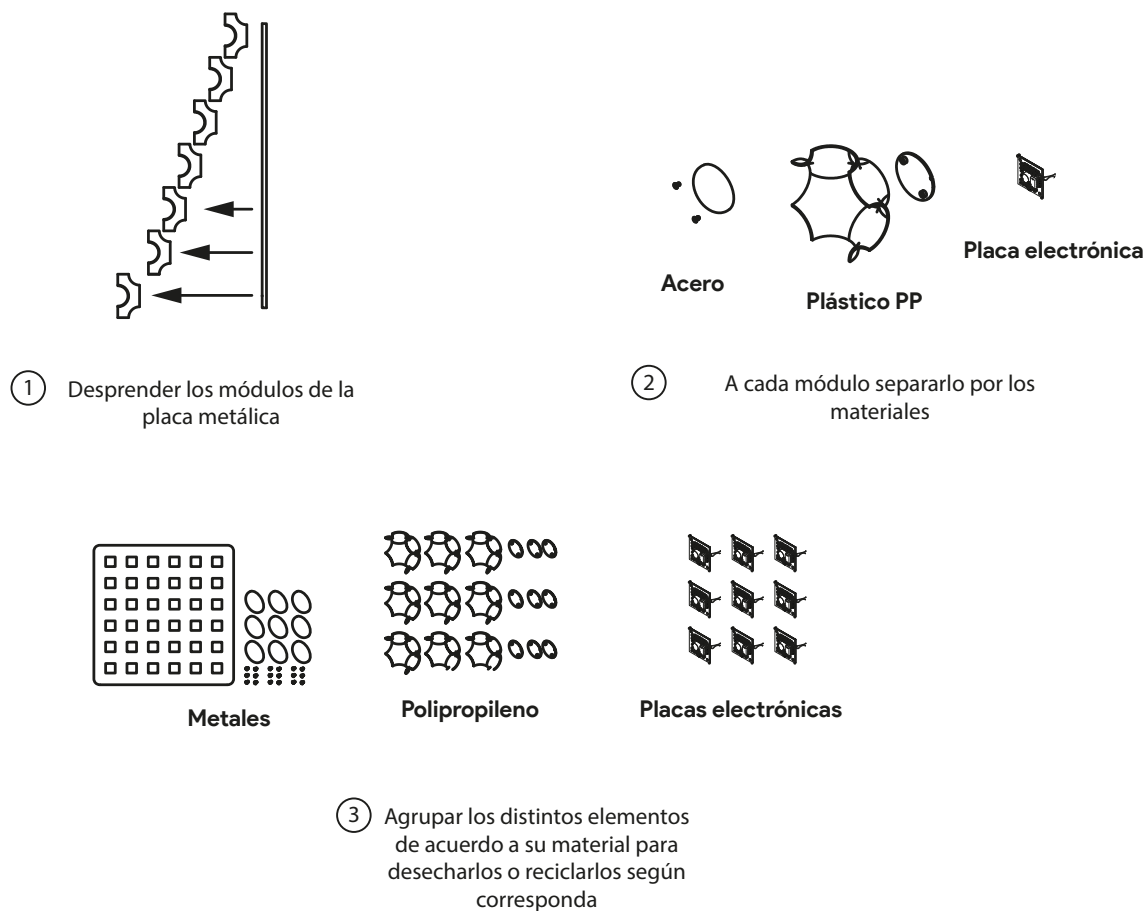 Acero
Plástico PP
Placa electrónica
1 Desprender los módulos de la
placa metálica
2 A cada módulo separarlo por los
materiales
Metales
Polipropileno
Placas electrónicas
3 Agrupar los distintos elementos
de acuerdo a su material para
desecharlos o reciclarlos según
corresponda